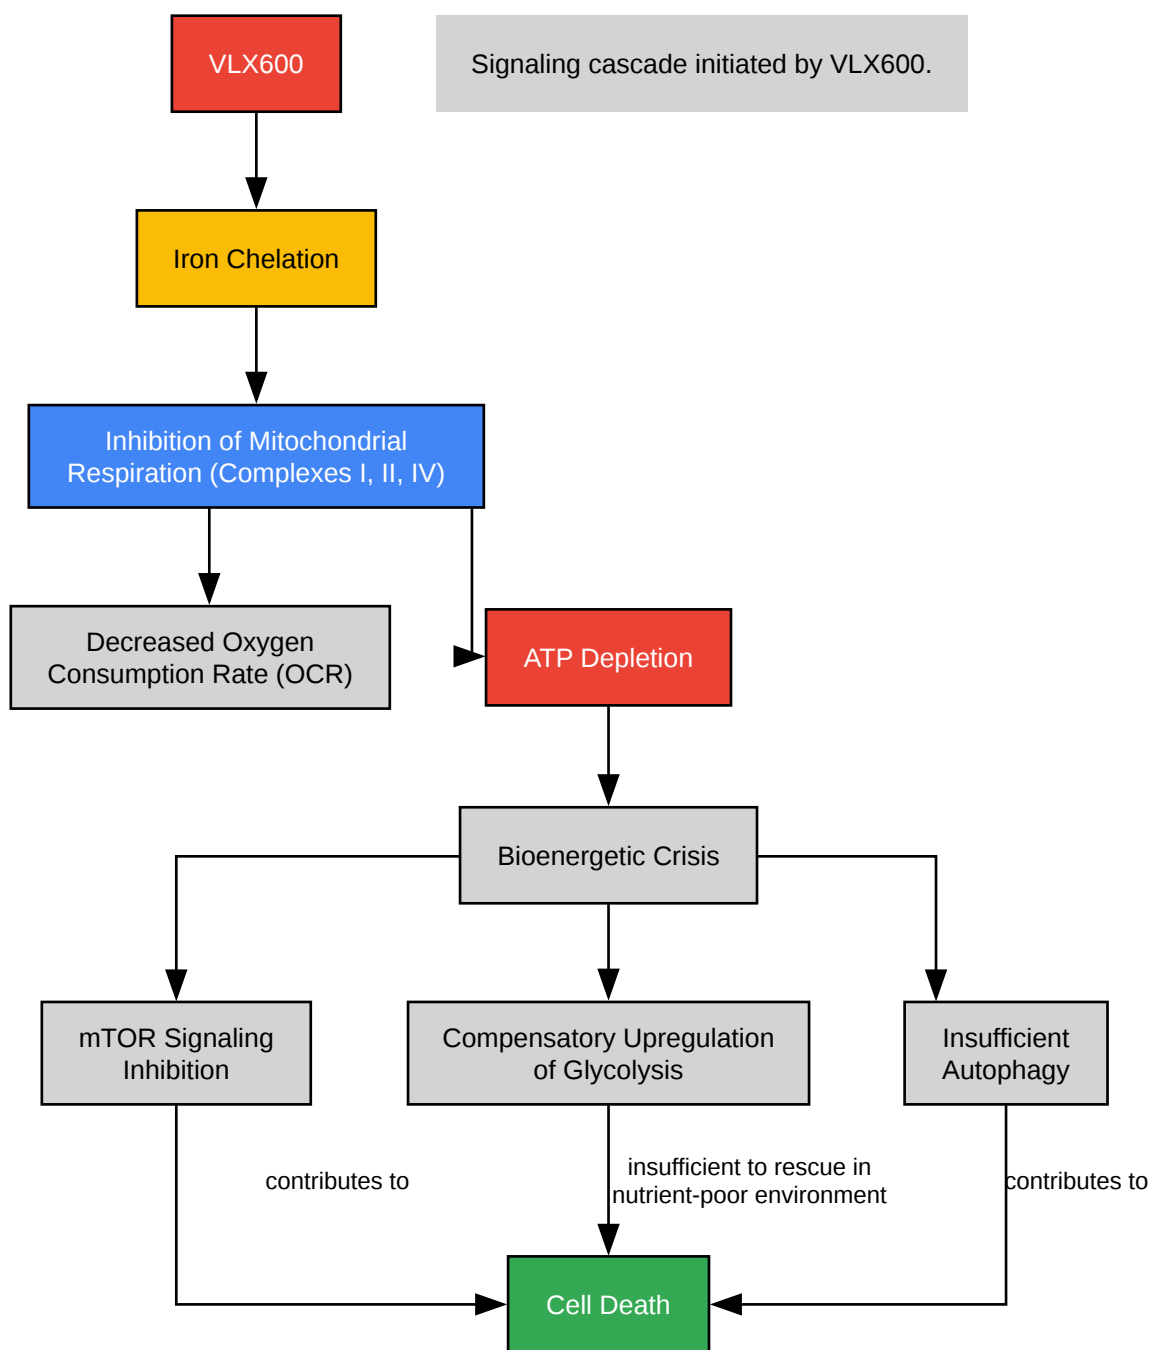 VLX600
Signaling cascade initiated by VLX600.
Iron Chelation
Inhibition of Mitochondrial
Respiration (Complexes I, II, IV)
Decreased Oxygen
Consumption Rate (OCR)
ATP Depletion
Bioenergetic Crisis
mTOR Signaling
Inhibition
Compensatory Upregulation
of Glycolysis
Insufficient
Autophagy
contributes to
insufficient to rescue in
nutrient-poor environment
contributes to
Cell Death